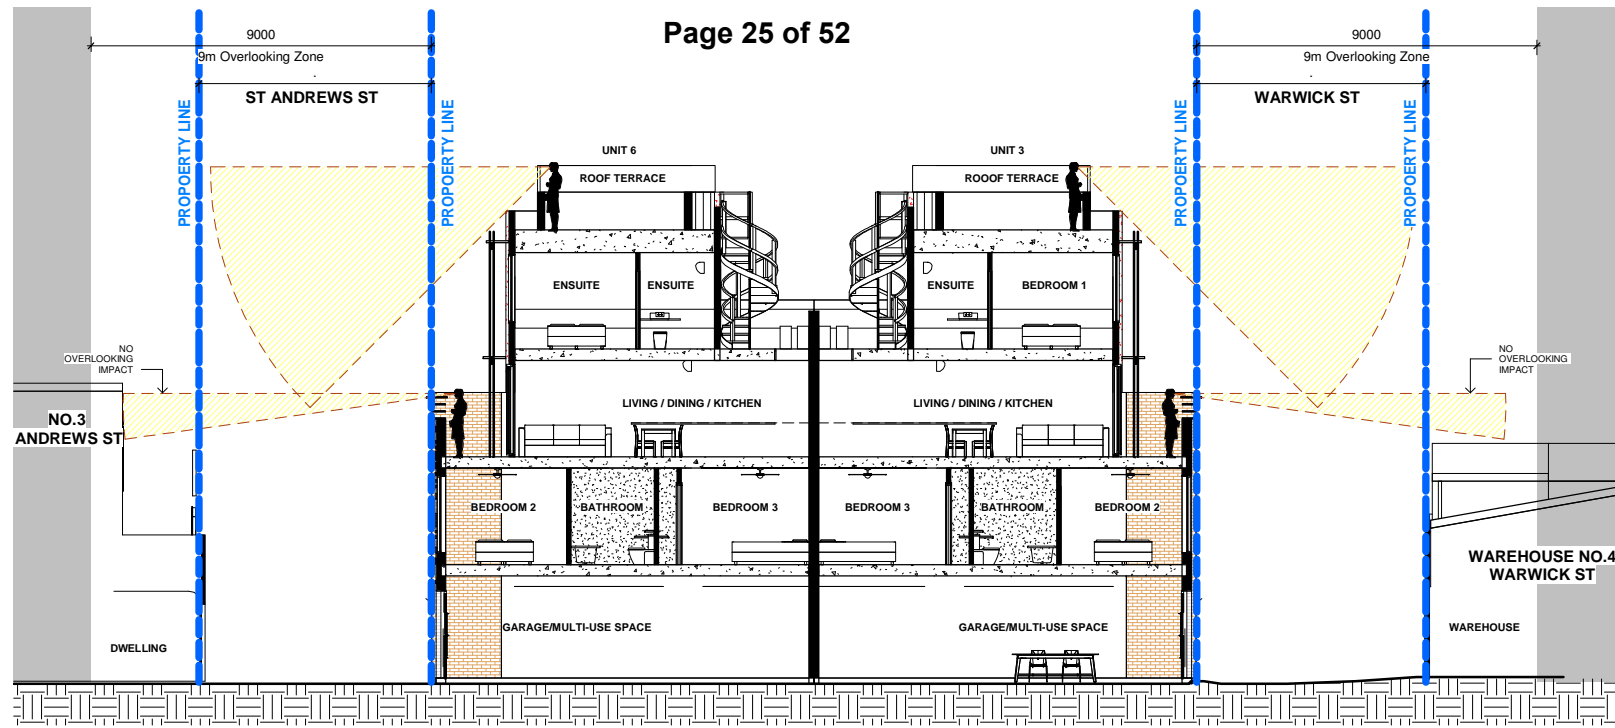 Page 25 of 52
9000
9m Overlooking Zone
ST ANDREWS ST
PROPOERTY LINE
PROPOERTY LINE
9000
9m Overlooking Zone
WARWICK ST
PROPOERTY LINE
PROPOERTY LINE
UNIT 6
ROOF TERRACE
UNIT 3
ROOOF TERRACE
ENSUITE
ENSUITE
ENSUITE
BEDROOM 1
NO
OVERLOOKING
IMPACT
NO
OVERLOOKING
IMPACT
NO.3
ANDREWS ST
LIVING / DINING / KITCHEN
LIVING / DINING / KITCHEN
BEDROOM 2
BATHROOM
BEDROOM 3
BEDROOM 3
BATHROOM
BEDROOM 2
WAREHOUSE NO.4
WARWICK ST
GARAGE/MULTI-USE SPACE
GARAGE/MULTI-USE SPACE
WAREHOUSE
DWELLING